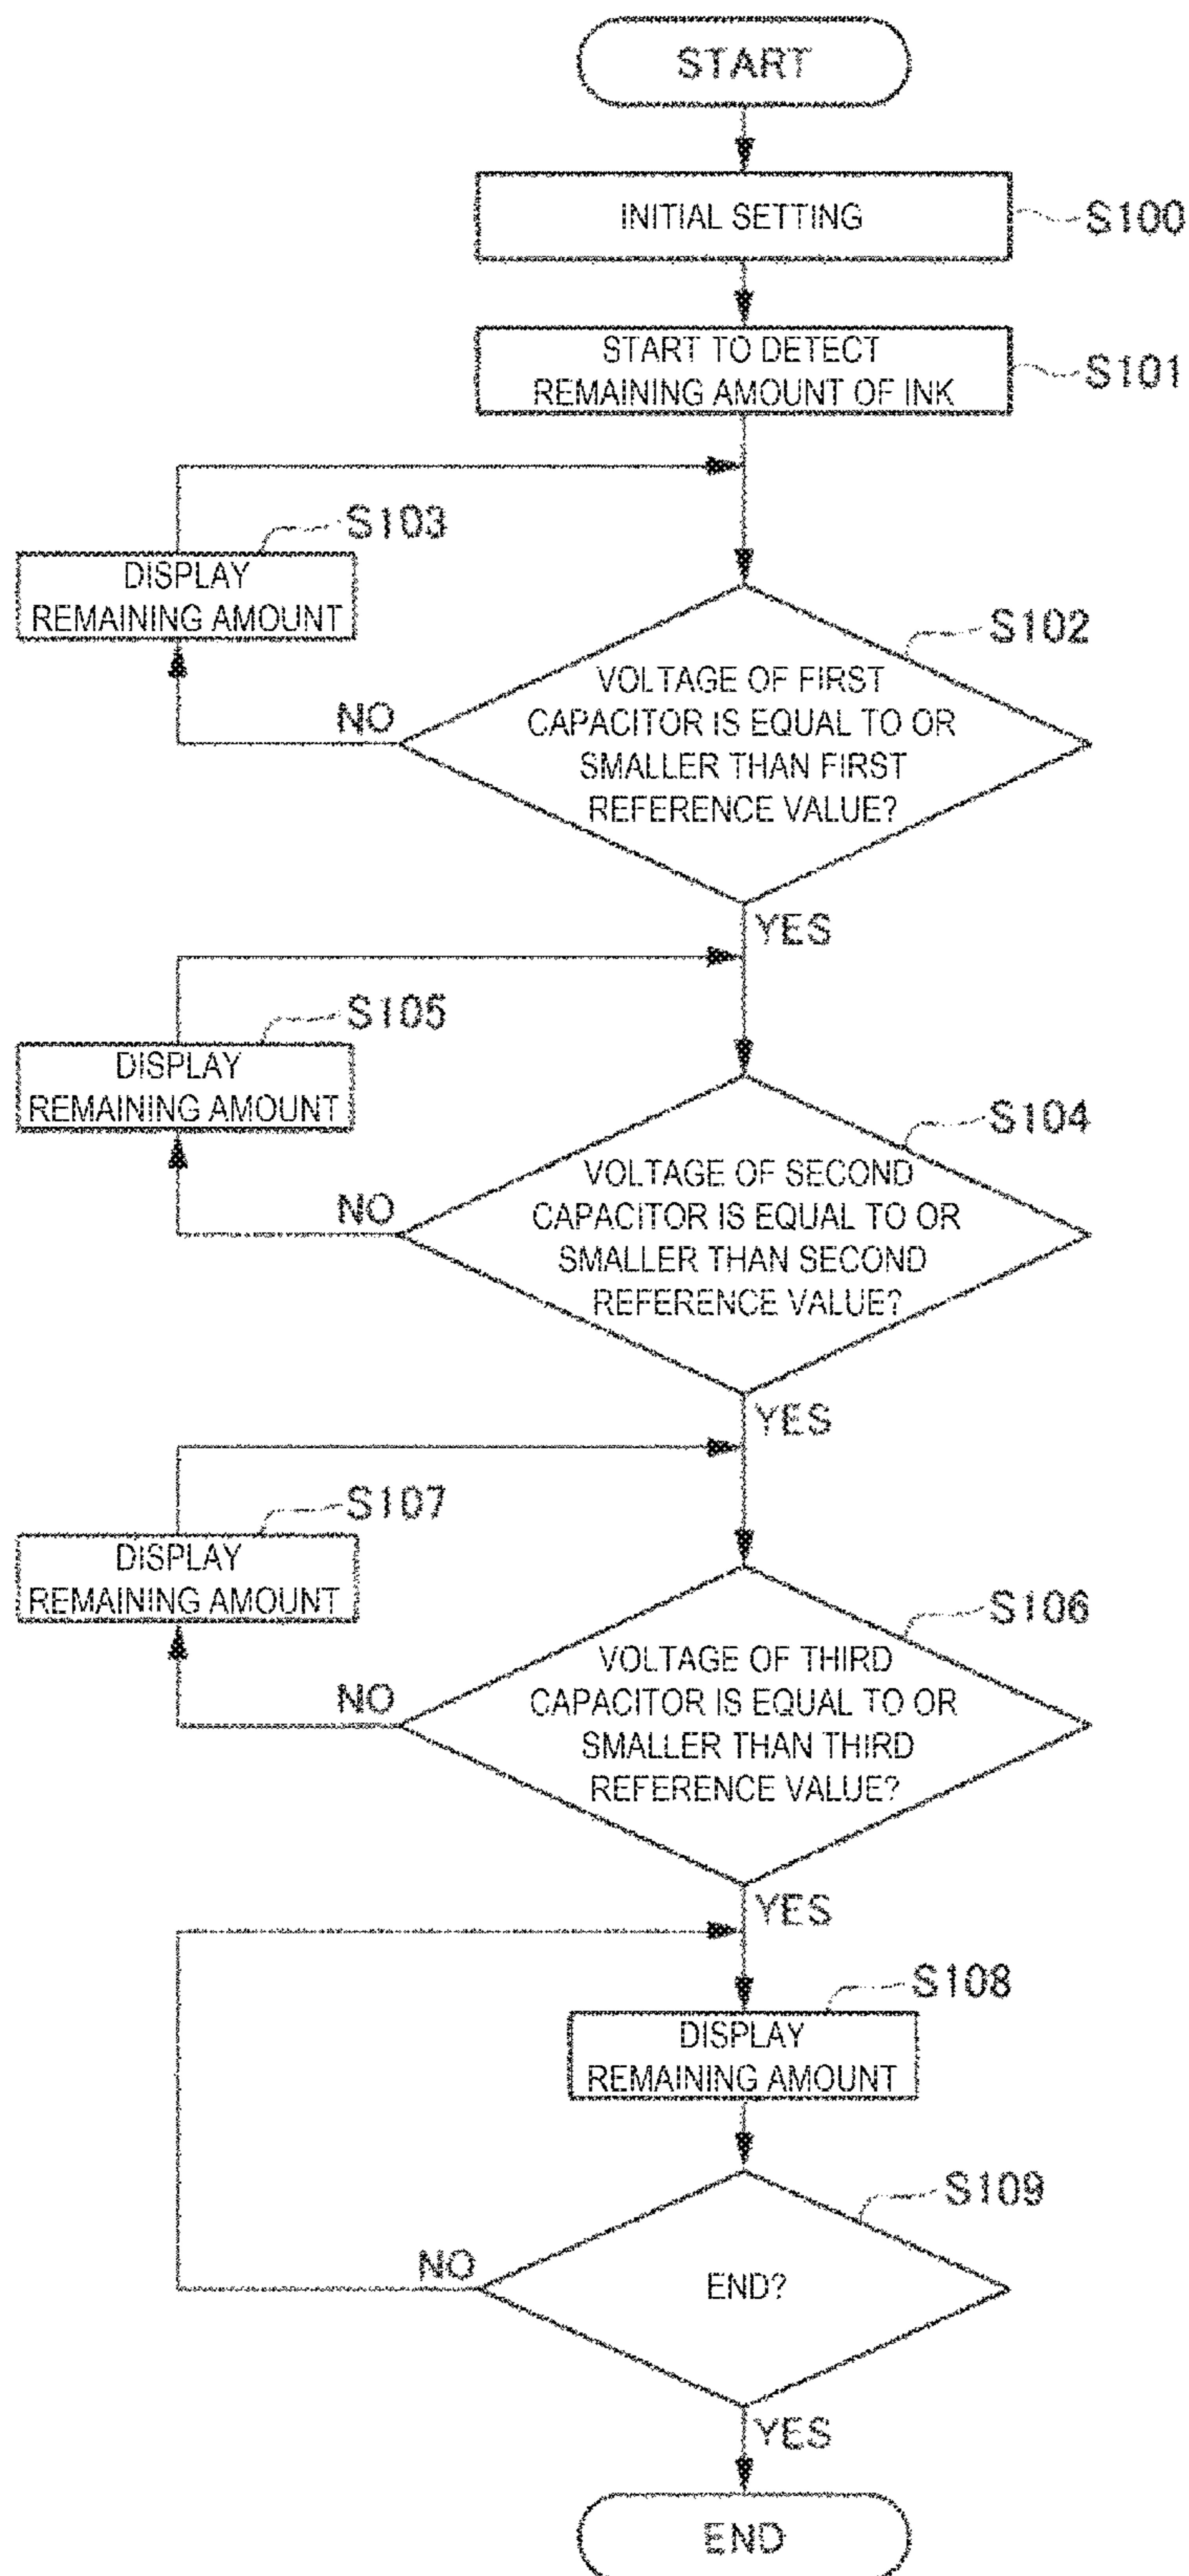 START
INITIAL SETTING
S100
START TO DETECT
REMAINING AMOUNT OF INK
S101
S103
DISPLAY
REMAINING AMOUNT
S102
VOLTAGE OF FIRST
CAPACITOR IS EQUAL TO OR
SMALLER THAN FIRST
REFERENCE VALUE?
NO
YES
S105
DISPLAY
REMAINING AMOUNT
S104
VOLTAGE OF SECOND
CAPACITOR IS EQUAL TO OR
SMALLER THAN SECOND
REFERENCE VALUE?
NO
YES
S107
DISPLAY
REMAINING AMOUNT
S106
VOLTAGE OF THIRD
CAPACITOR IS EQUAL TO OR
SMALLER THAN THIRD
REFERENCE VALUE?
NO
YES
S108
DISPLAY
REMAINING AMOUNT
S109
NO
END?
YES
END